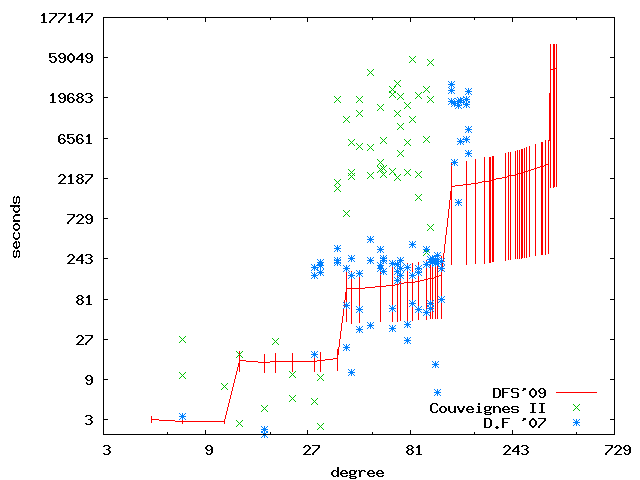 177147
59049
19683
6561
2187
729
243
81
27
9
3
seconds
3 9 27 81 243 729
degree
DFS'09
Couveignes II
D.F '07